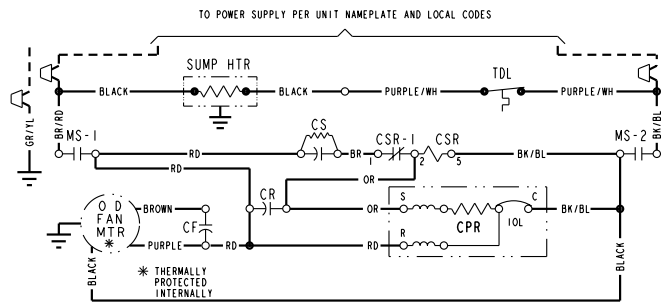 TO POWER SUPPLY PER UNIT NAMEPLATE AND LOCAL CODES
SUMP HTR
TDL
BLACK
BLACK
PURPLE/WH
PURPLE/WH
GR/YL
BR/RD
BK/BL
MS-1
CS
CSR-1
CSR
MS-2
RD
BR
1
2
5
BK/BL
RD
OR
CR
O D
FAN
MTR
*
BROWN
CF
PURPLE
RD
OR
S
C
CPR
IOL
BK/BL
RD
R
BLACK
BLACK
* THERMALLY
PROTECTED
INTERNALLY
BLACK